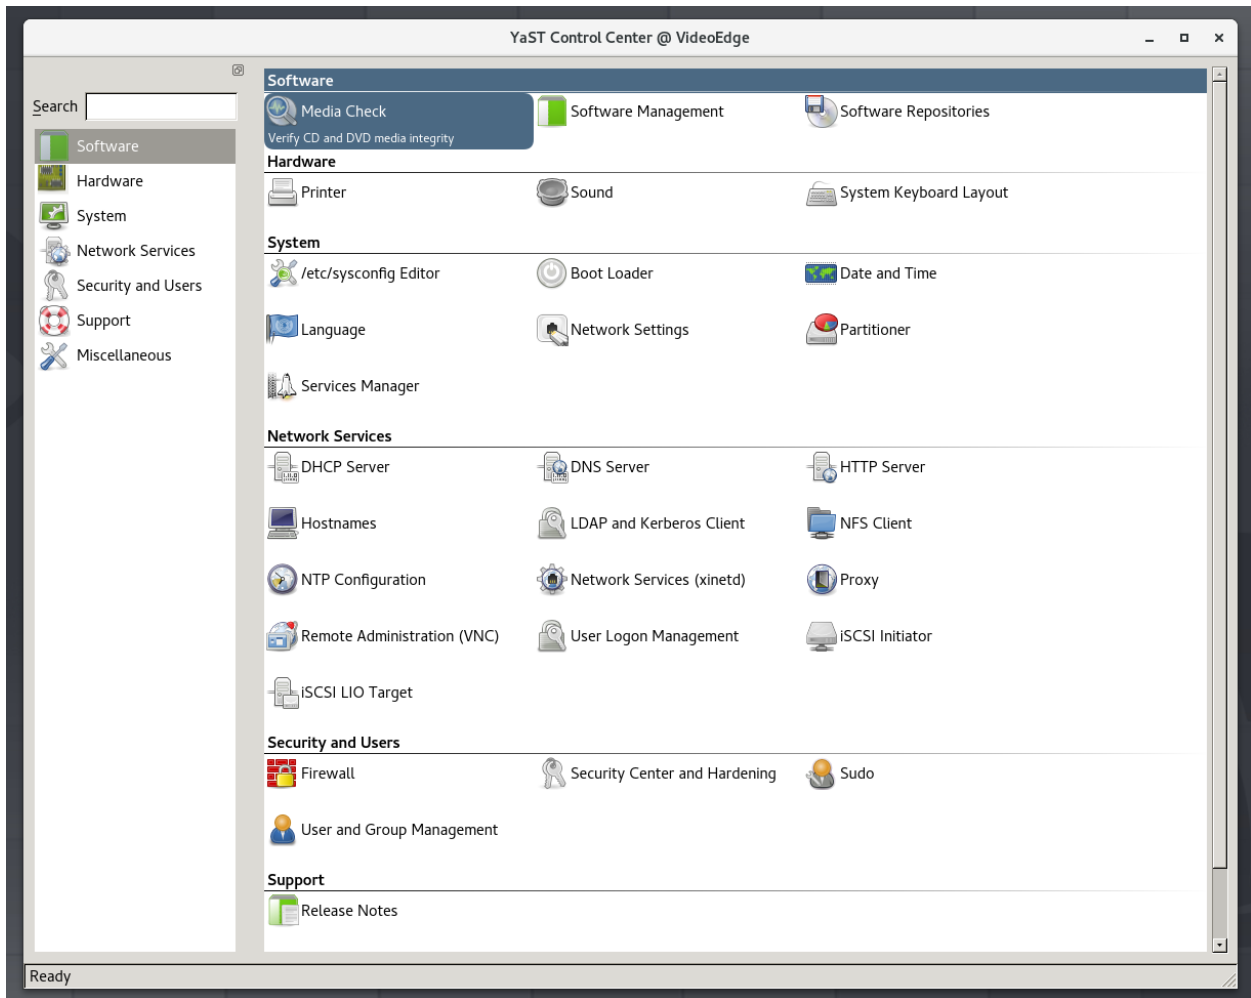 YaST Control Center @ VideoEdge
Search
Software
Hardware
System
Network Services
Security and Users
Support
Miscellaneous
Software
Media Check
Verify CD and DVD media integrity
Software Management
Software Repositories
Hardware
Printer
Sound
System Keyboard Layout
System
/etc/sysconfig Editor
Boot Loader
Date and Time
Language
Network Settings
Partitioner
Services Manager
Network Services
DHCP Server
DNS Server
HTTP Server
Hostnames
LDAP and Kerberos Client
NFS Client
NTP Configuration
Network Services (xinetd)
Proxy
Remote Administration (VNC)
User Logon Management
iSCSI Initiator
iSCSI LIO Target
Security and Users
Firewall
Security Center and Hardening
Sudo
User and Group Management
Support
Release Notes
Ready